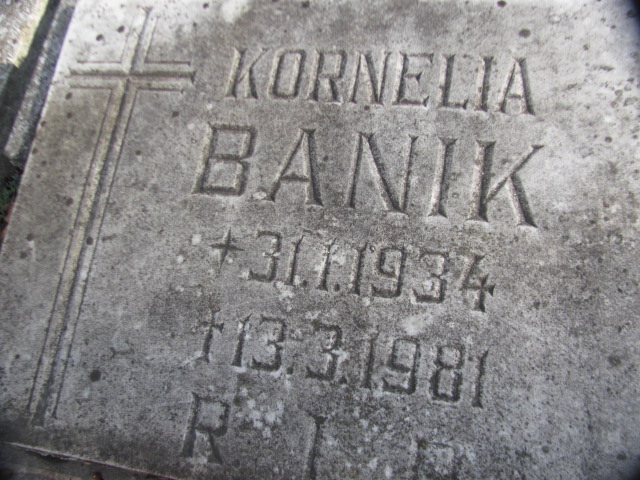 KORNELIA
BANIK
+31.1.1934
†13.3.1981
R I P